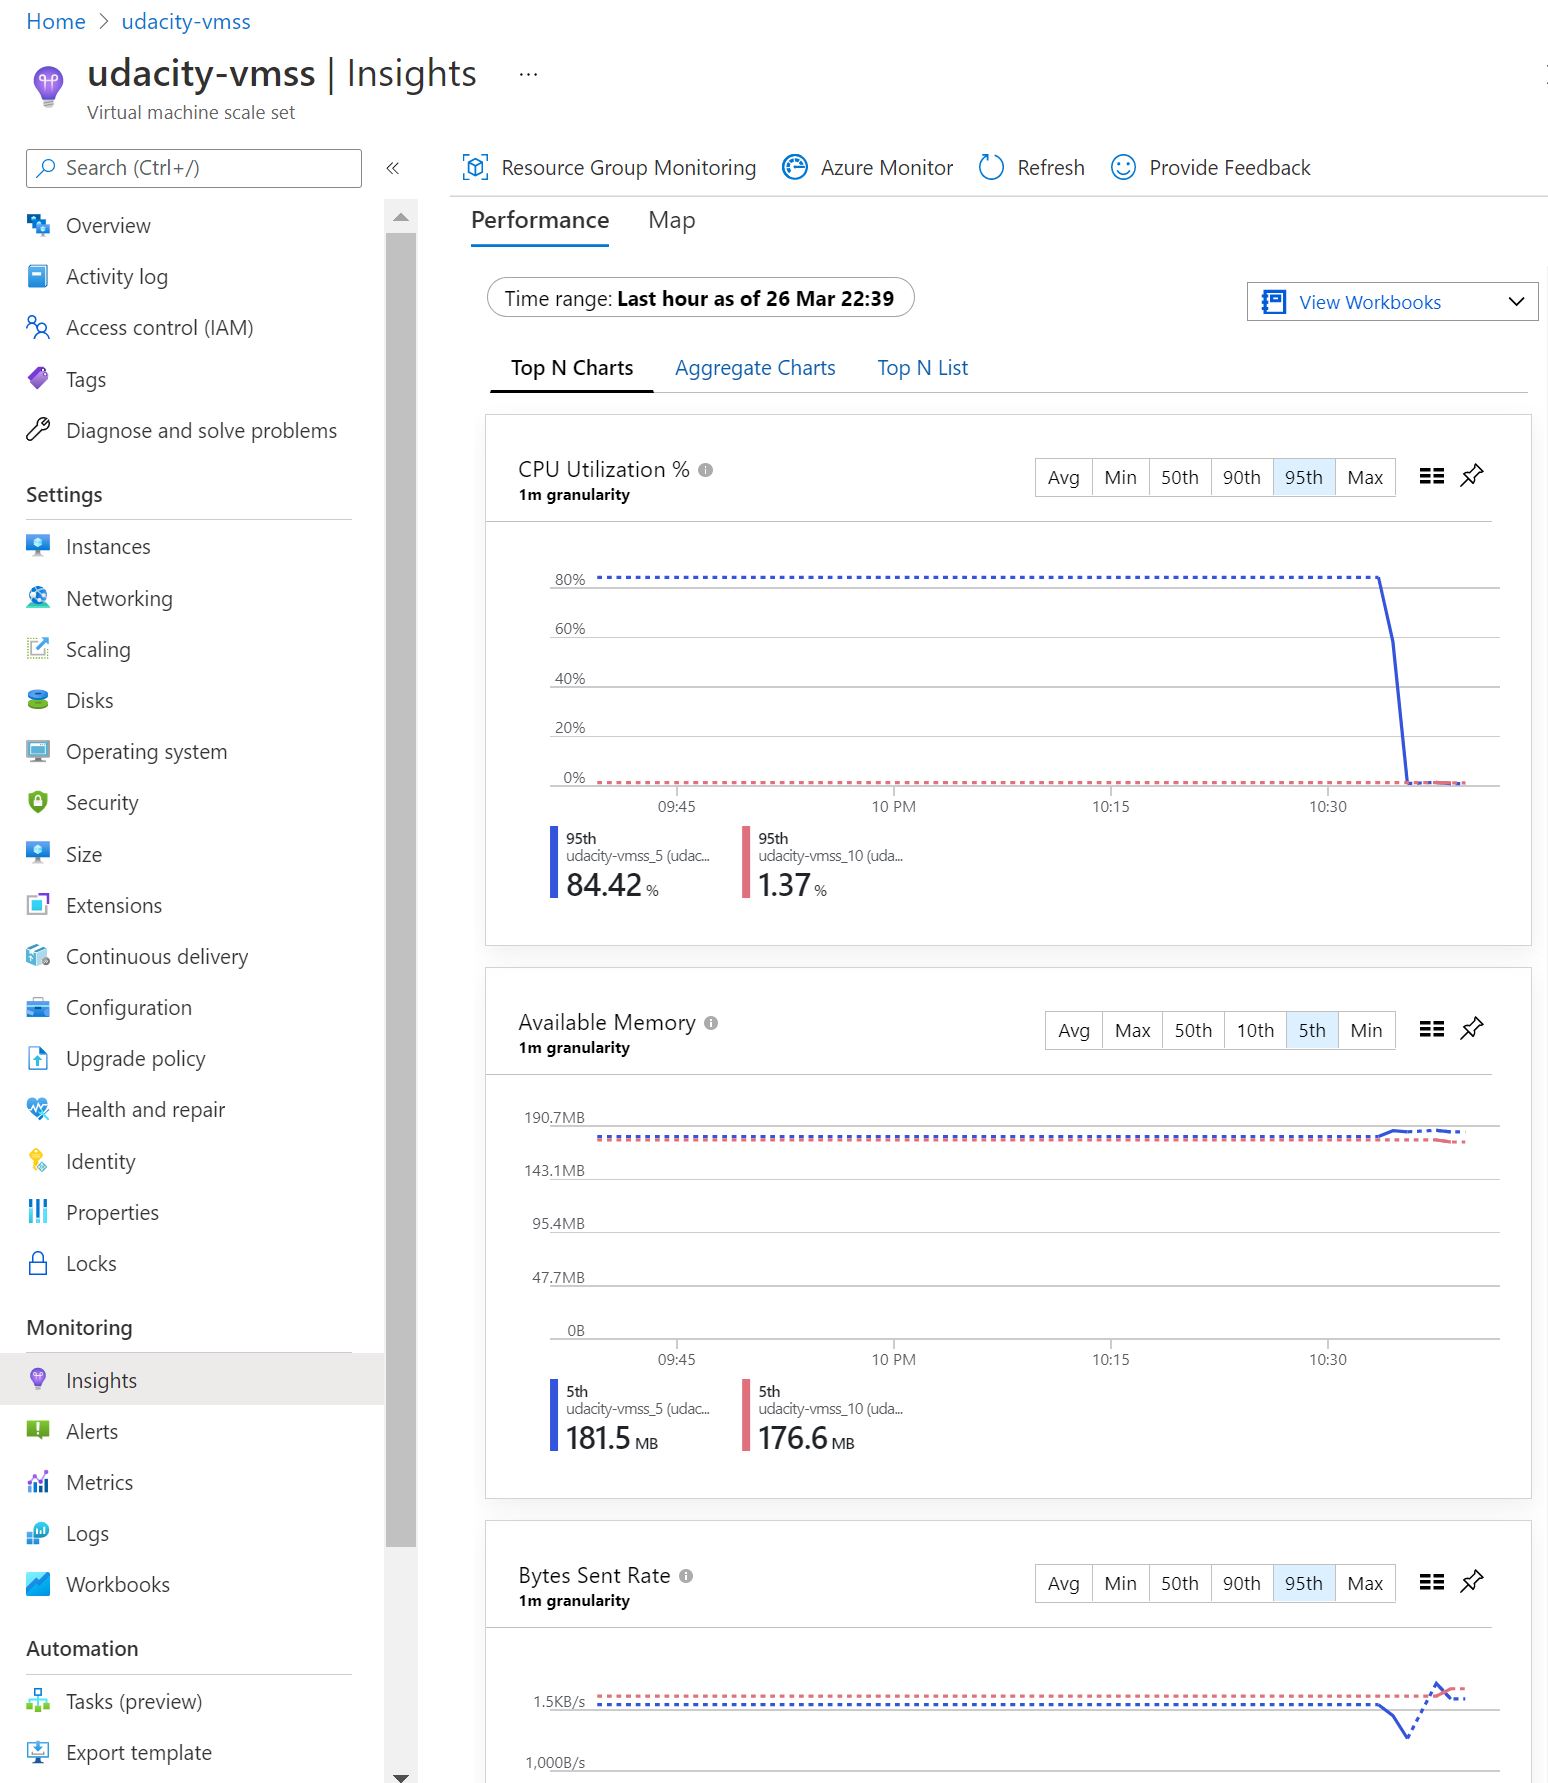 Home > udacity-vmss
udacity-vmss | Insights ...
Virtual machine scale set
Search (Ctrl+/)
«
Overview
Activity log
Access control (IAM)
Tags
Diagnose and solve problems
Settings
Instances
Networking
Scaling
Disks
Operating system
Security
Size
Extensions
Continuous delivery
Configuration
Upgrade policy
Health and repair
Identity
Properties
Locks
Monitoring
Insights
Alerts
Metrics
Logs
Workbooks
Automation
Tasks (preview)
Export template
Resource Group Monitoring Azure Monitor Refresh Provide Feedback
Performance Map
Time range: Last hour as of 26 Mar 22:39
View Workbooks
Top N Charts Aggregate Charts Top N List
CPU Utilization %
1m granularity
Avg Min 50th 90th 95th Max
80%
60%
40%
20%
0%
09:45 10 PM 10:15 10:30
95th
udacity-vmss_5 (udac...
84.42 %
95th
udacity-vmss_10 (uda...
1.37 %
Available Memory
1m granularity
Avg Max 50th 10th 5th Min
190.7MB
143.1MB
95.4MB
47.7MB
0B
09:45 10 PM 10:15 10:30
5th
udacity-vmss_5 (udac...
181.5 MB
5th
udacity-vmss_10 (uda...
176.6 MB
Bytes Sent Rate
1m granularity
Avg Min 50th 90th 95th Max
1.5KB/s
1,000B/s